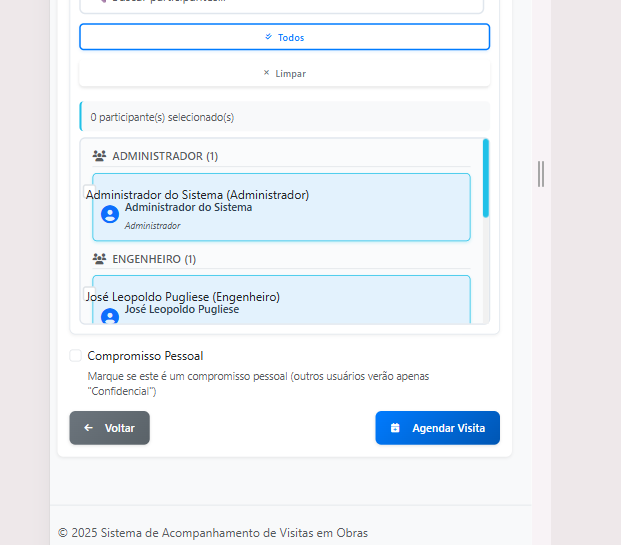 Todos
Limpar
0 participante(s) selecionado(s)
ADMINISTRADOR (1)
Administrador do Sistema (Administrador)
Administrador do Sistema
Administrador
ENGENHEIRO (1)
José Leopoldo Pugliese (Engenheiro)
José Leopoldo Pugliese
Compromisso Pessoal
Marque se este é um compromisso pessoal (outros usuários verão apenas
"Confidencial")
Voltar
Agendar Visita
© 2025 Sistema de Acompanhamento de Visitas em Obras